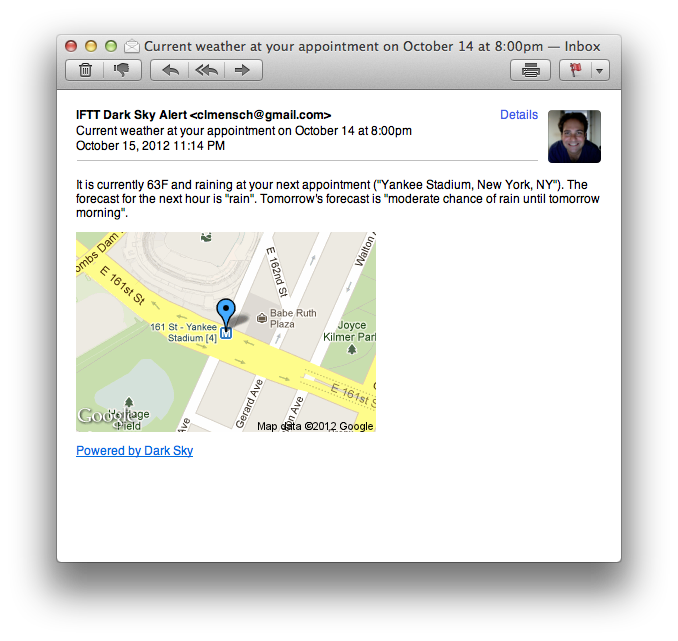 Current weather at your appointment on October 14 at 8:00pm — Inbox
IFTT Dark Sky Alert <clmensch@gmail.com>
Details
Current weather at your appointment on October 14 at 8:00pm
October 15, 2012 11:14 PM
It is currently 63F and raining at your next appointment ("Yankee Stadium, New York, NY"). The
forecast for the next hour is "rain". Tomorrow's forecast is "moderate chance of rain until tomorrow
morning".
ombs Dam
E 161st St
E 162nd St
Walton A
161 St - Yankee
Stadium [4]
M
Babe Ruth
Plaza
Joyce
Kilmer Park
E 161st S
Gerard Ave
on Ave
Ave
Heritage
Field
Google
Map data ©2012 Google
Powered by Dark Sky